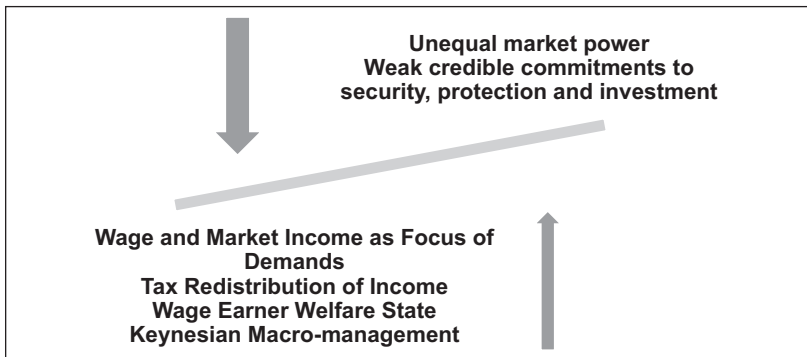 Unequal market power
Weak credible commitments to
security, protection and investment
Wage and Market Income as Focus of
Demands
Tax Redistribution of Income
Wage Earner Welfare State
Keynesian Macro-management